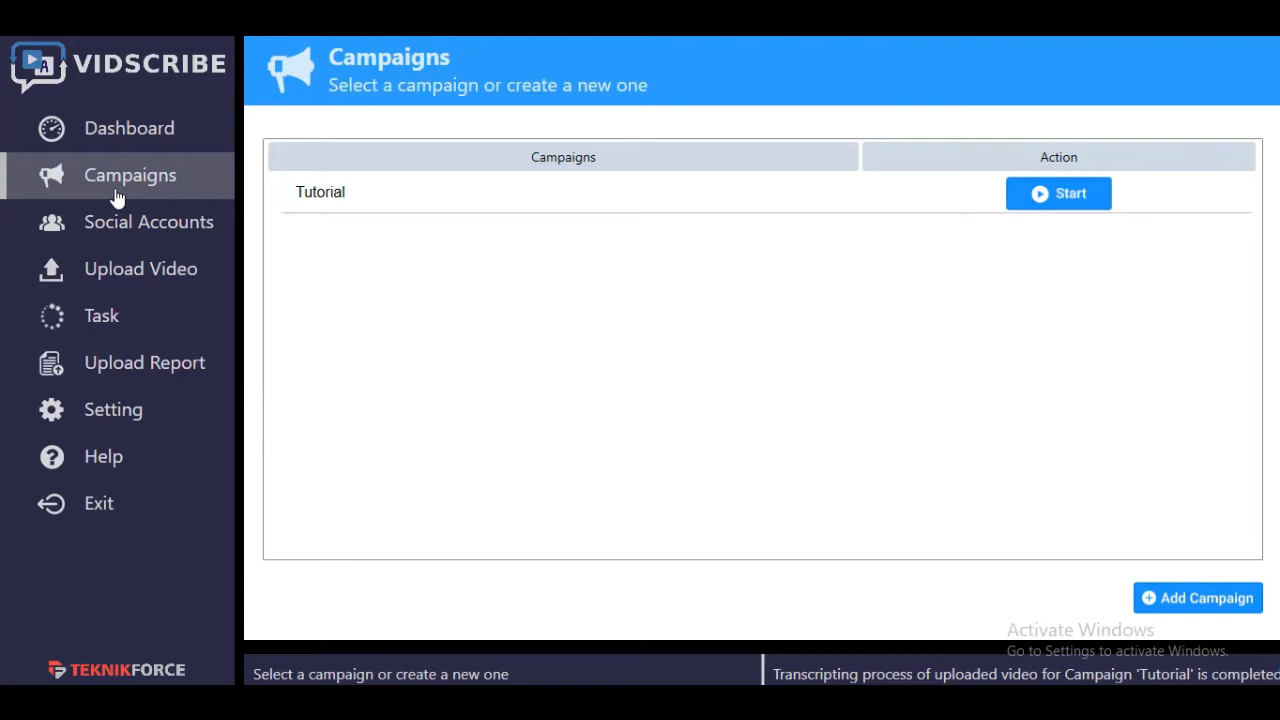 VIDSCRIBE
Dashboard
Campaigns
Social Accounts
Upload Video
Task
Upload Report
Setting
Help
Exit
TEKNIKFORCE
Campaigns
Select a campaign or create a new one
Campaigns
Action
Tutorial
Start
Add Campaign
Activate Windows
Go to Settings to activate Windows.
Select a campaign or create a new one
Transcripting process of uploaded video for Campaign 'Tutorial' is completed